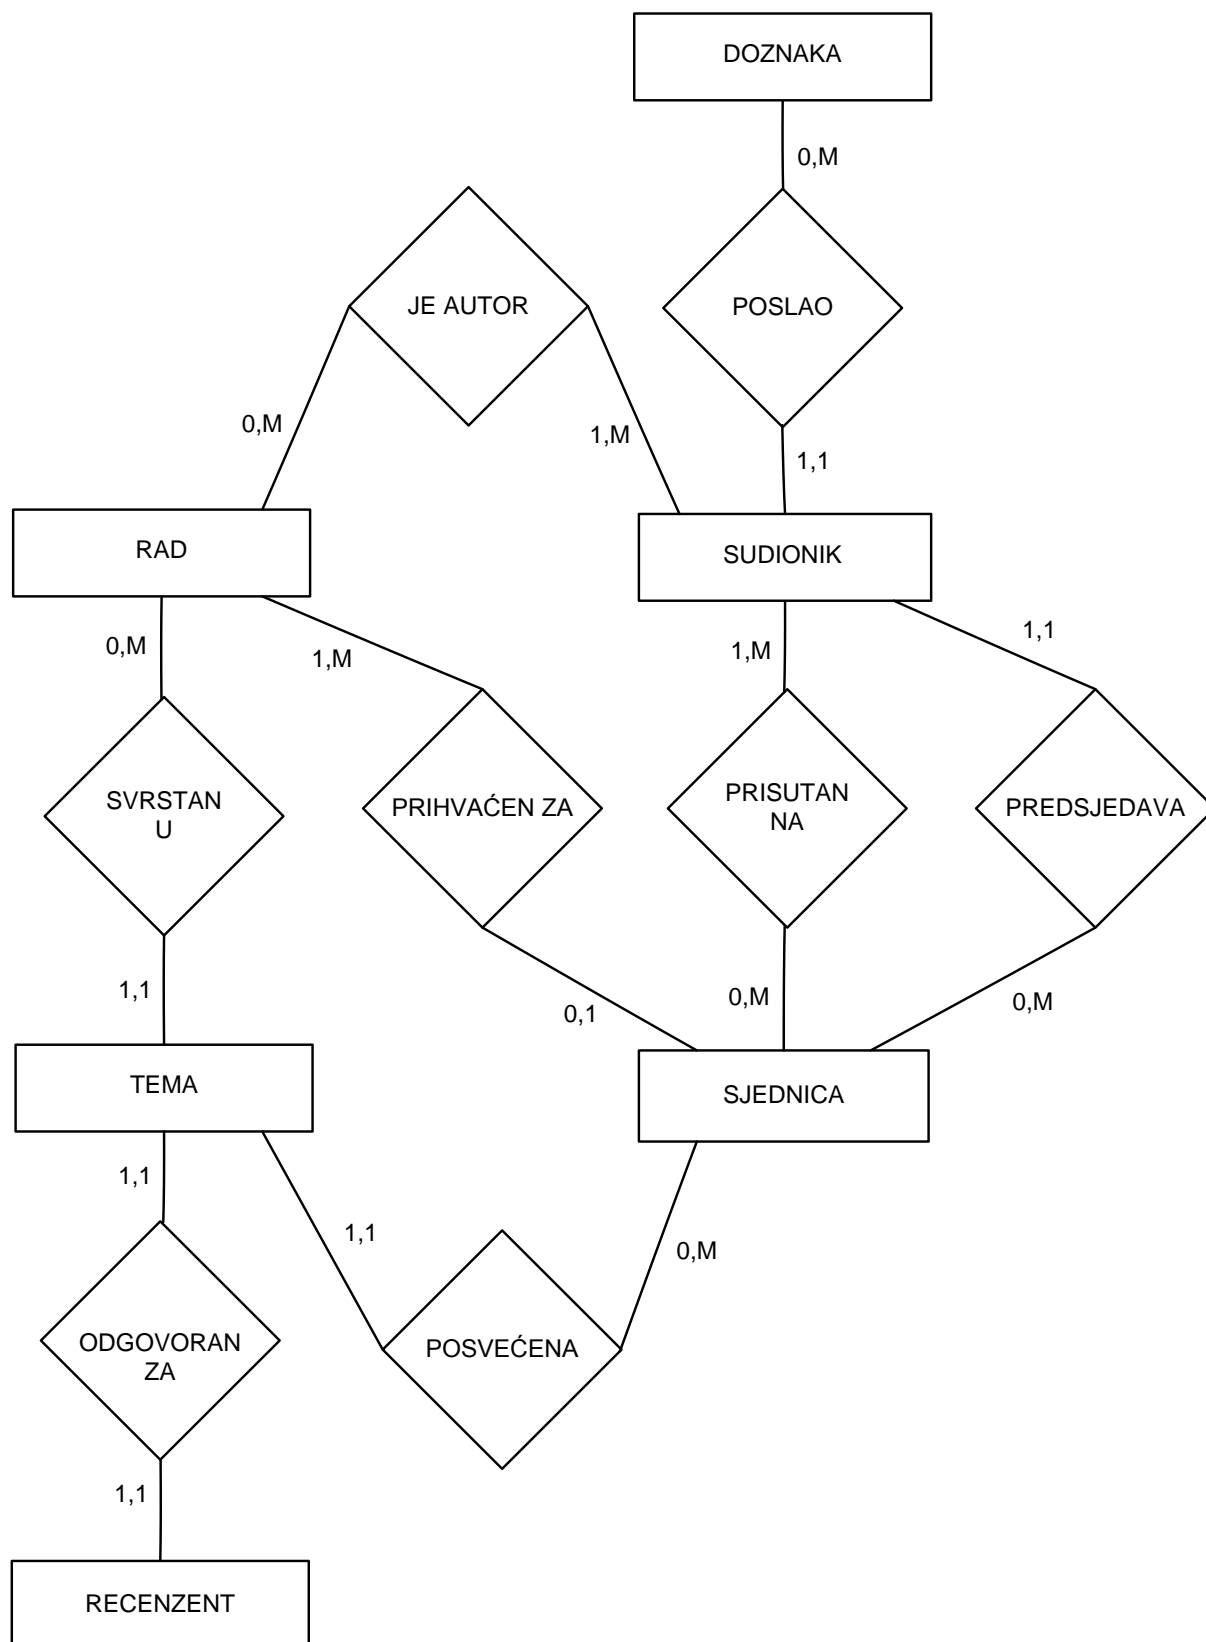 DOZNAKA
0,M
JE AUTOR
POSLAO
0,M
1,M
1,1
RAD
SUDIONIK
0,M
1,M
1,M
1,1
SVRSTAN
U
PRIHVAĆEN ZA
PRISUTAN
NA
PREDSJEDAVA
1,1
0,1
0,M
0,M
TEMA
SJEDNICA
1,1
1,1
0,M
ODGOVORAN
ZA
POSVEĆENA
1,1
RECENZENT